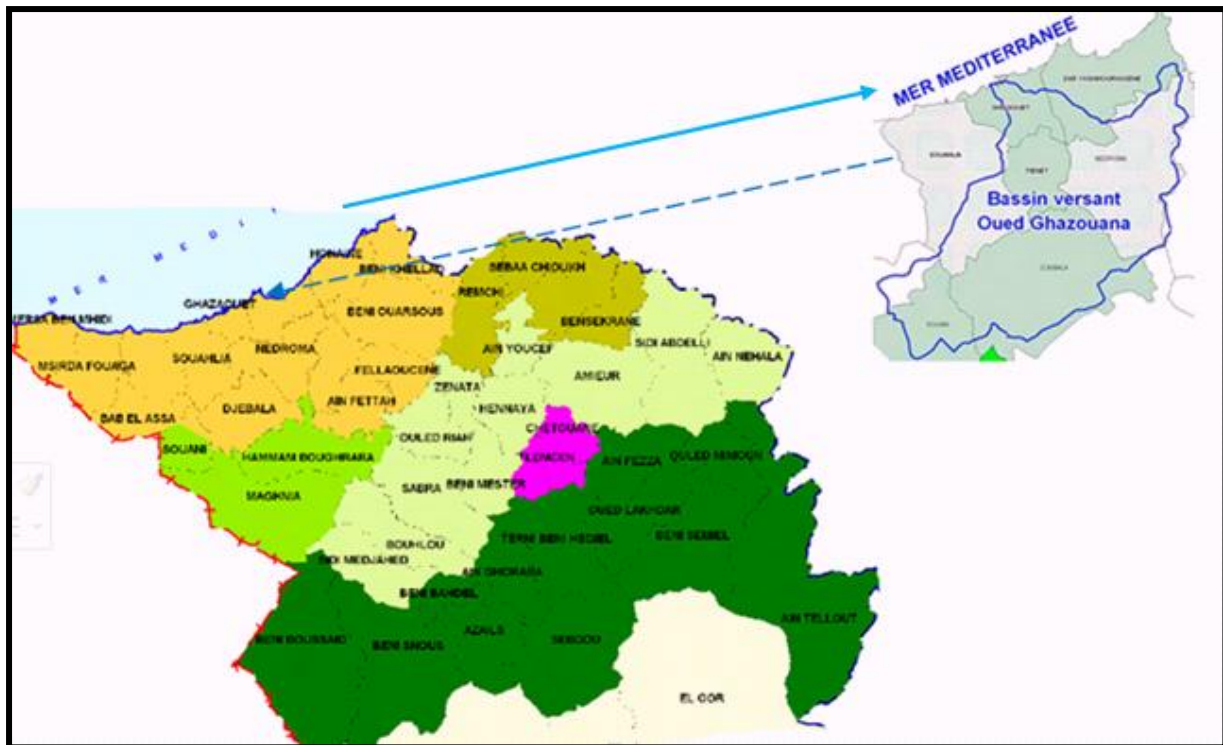 MER MEDITERRANEE
Bassin versant
Oued Ghazouana
MER MEDI
HONAINE
BENI KHELLAD
GHAZAOUET
BENI OUARSOUS
SEBAA CHIOUKH
REMCHI
BENSEKRANE
MSIRDA FOUAGA
SOUAHLIA
NEDROMA
AIN YOUCEF
SIDI ABDELLI
AIN NEHALA
FELLAOUCENE
ZENATA
AMIEUR
BAB EL ASSA
DJEBALA
AIN FETTAH
HENNAYA
CHETOUANE
SOUANI
HAMMAM BOUGHRARA
OULED RIAH
TLEMCEN
AIN FEZZA
OULED MIMOUN
MAGHNIA
SABRA
BENI MESTER
OUED LAKHDAR
BOUHLOU
TERNI BENI HEDIEL
BENI SEMIEL
SIDI MEDJAHED
AIN GHORABA
BENI BAHDEL
AIN TELLOUT
BENI BOUSSAID
BENI SNOUS
AZAILS
SEBDOU
EL GOR